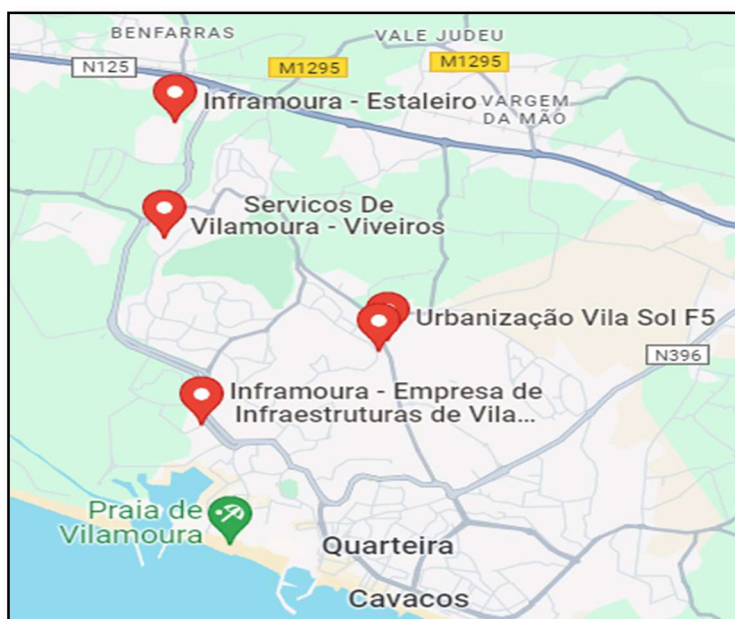 BENFARRAS
VALE JUDEU
N125
M1295
M1295
Inframoura - Estaleiro
VARGEM
DA MÃO
Servicos De
Vilamoura - Viveiros
Urbanização Vila Sol F5
N396
Inframoura - Empresa de
Infraestruturas de Vila...
Praia de
Vilamoura
Quarteira
Cavacos